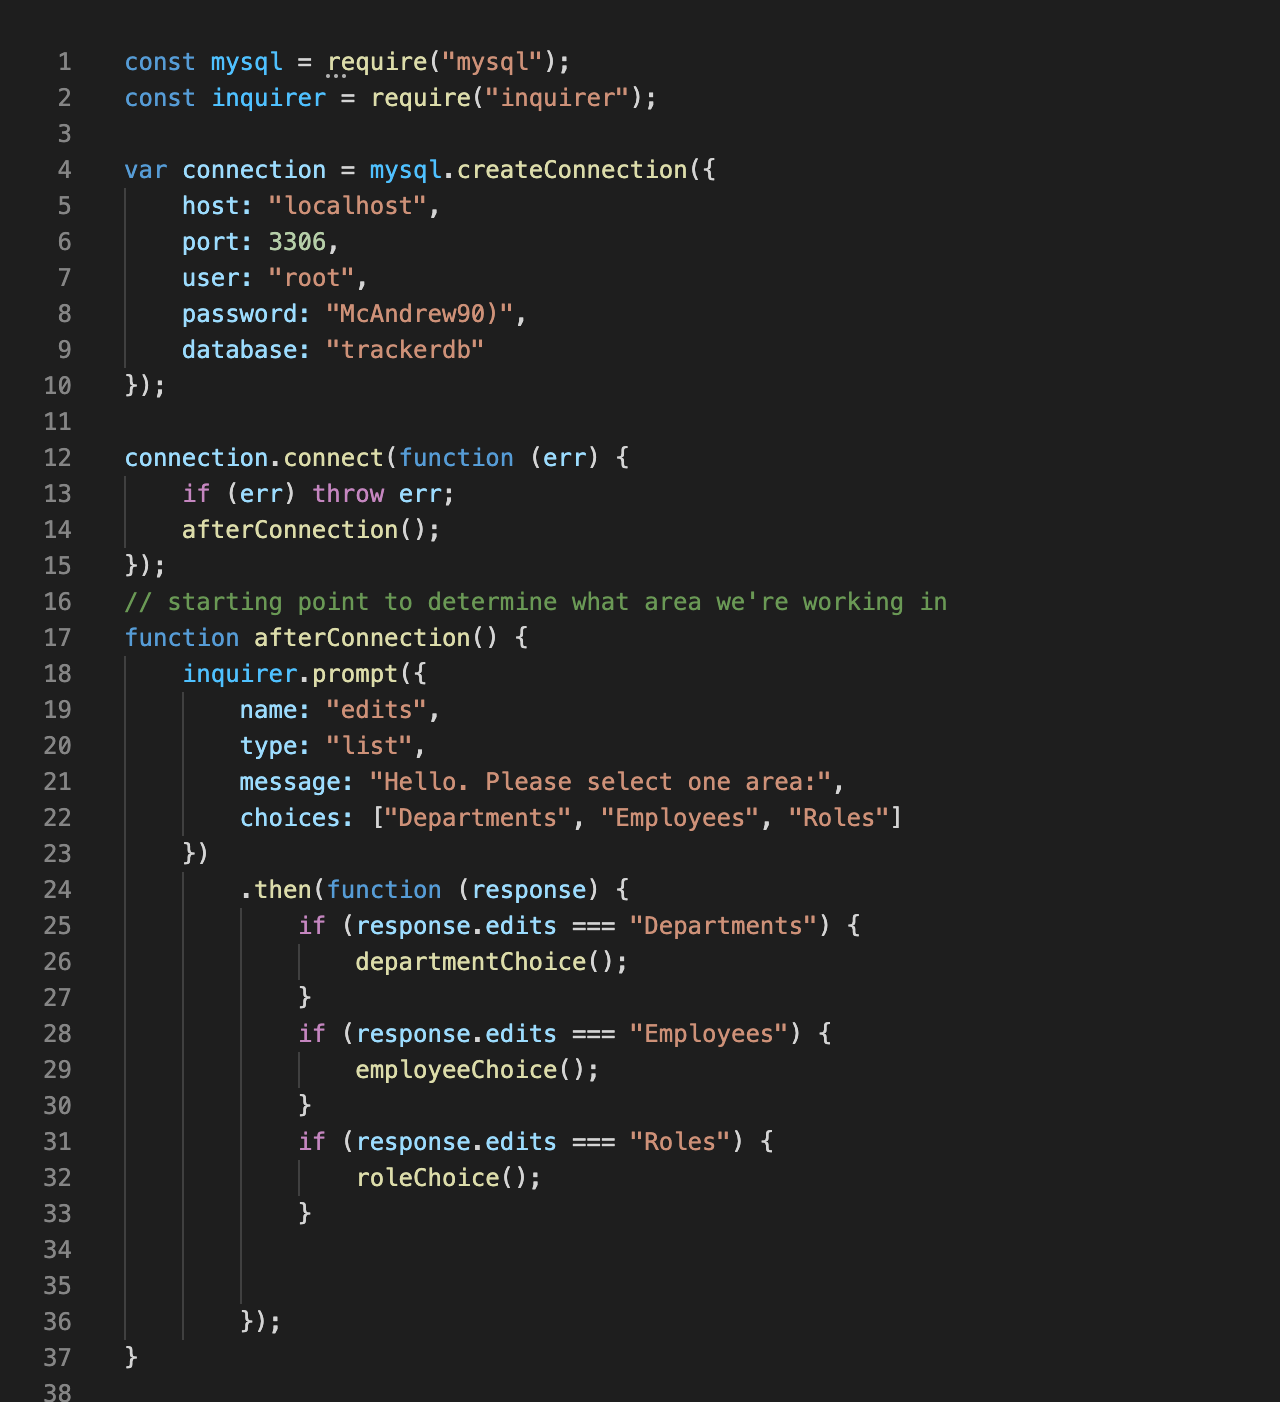 1 const mysql = require("mysql");
2 const inquirer = require("inquirer");
3
4 var connection = mysql.createConnection({
5     host: "localhost",
6     port: 3306,
7     user: "root",
8     password: "McAndrew90)",
9     database: "trackerdb"
10 });
11
12 connection.connect(function (err) {
13     if (err) throw err;
14     afterConnection();
15 });
16 // starting point to determine what area we're working in
17 function afterConnection() {
18     inquirer.prompt({
19         name: "edits",
20         type: "list",
21         message: "Hello. Please select one area:",
22         choices: ["Departments", "Employees", "Roles"]
23     })
24         .then(function (response) {
25             if (response.edits === "Departments") {
26                 departmentChoice();
27             }
28             if (response.edits === "Employees") {
29                 employeeChoice();
30             }
31             if (response.edits === "Roles") {
32                 roleChoice();
33             }
34
35
36         });
37 }
38